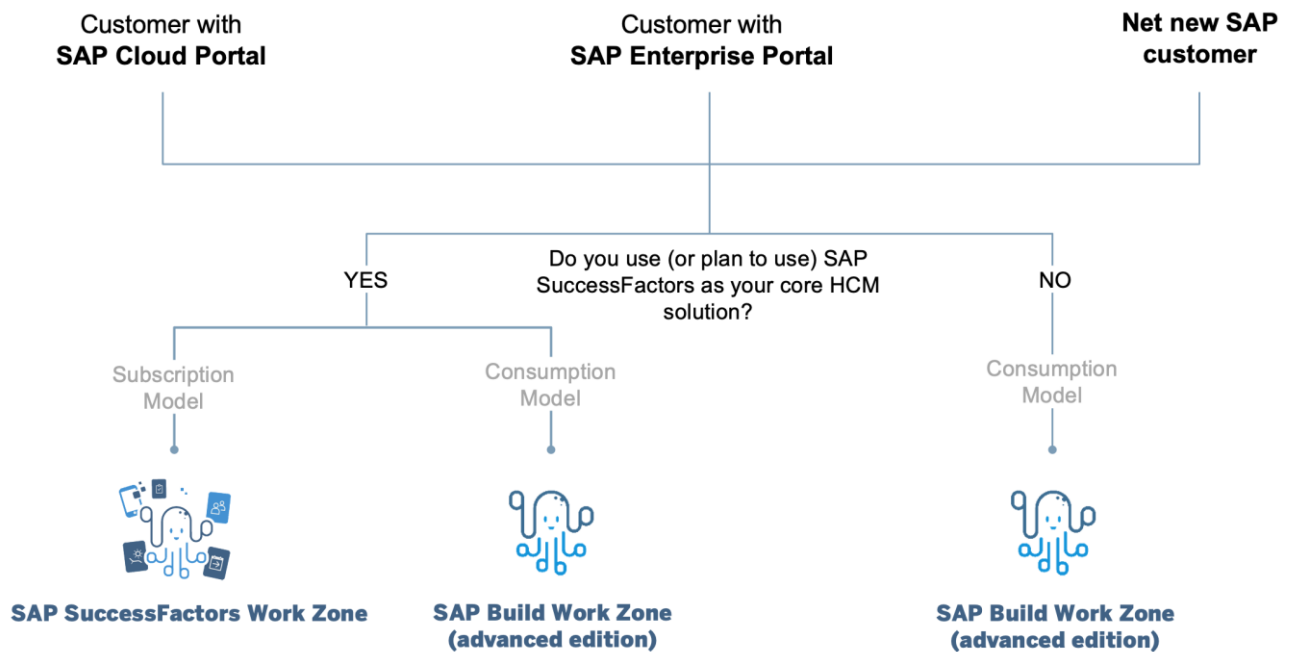 Customer with
SAP Cloud Portal
Customer with
SAP Enterprise Portal
Net new SAP
customer
Do you use (or plan to use) SAP
SuccessFactors as your core HCM
solution?
YES
NO
Subscription
Model
Consumption
Model
Consumption
Model
SAP SuccessFactors Work Zone
SAP Build Work Zone
(advanced edition)
SAP Build Work Zone
(advanced edition)